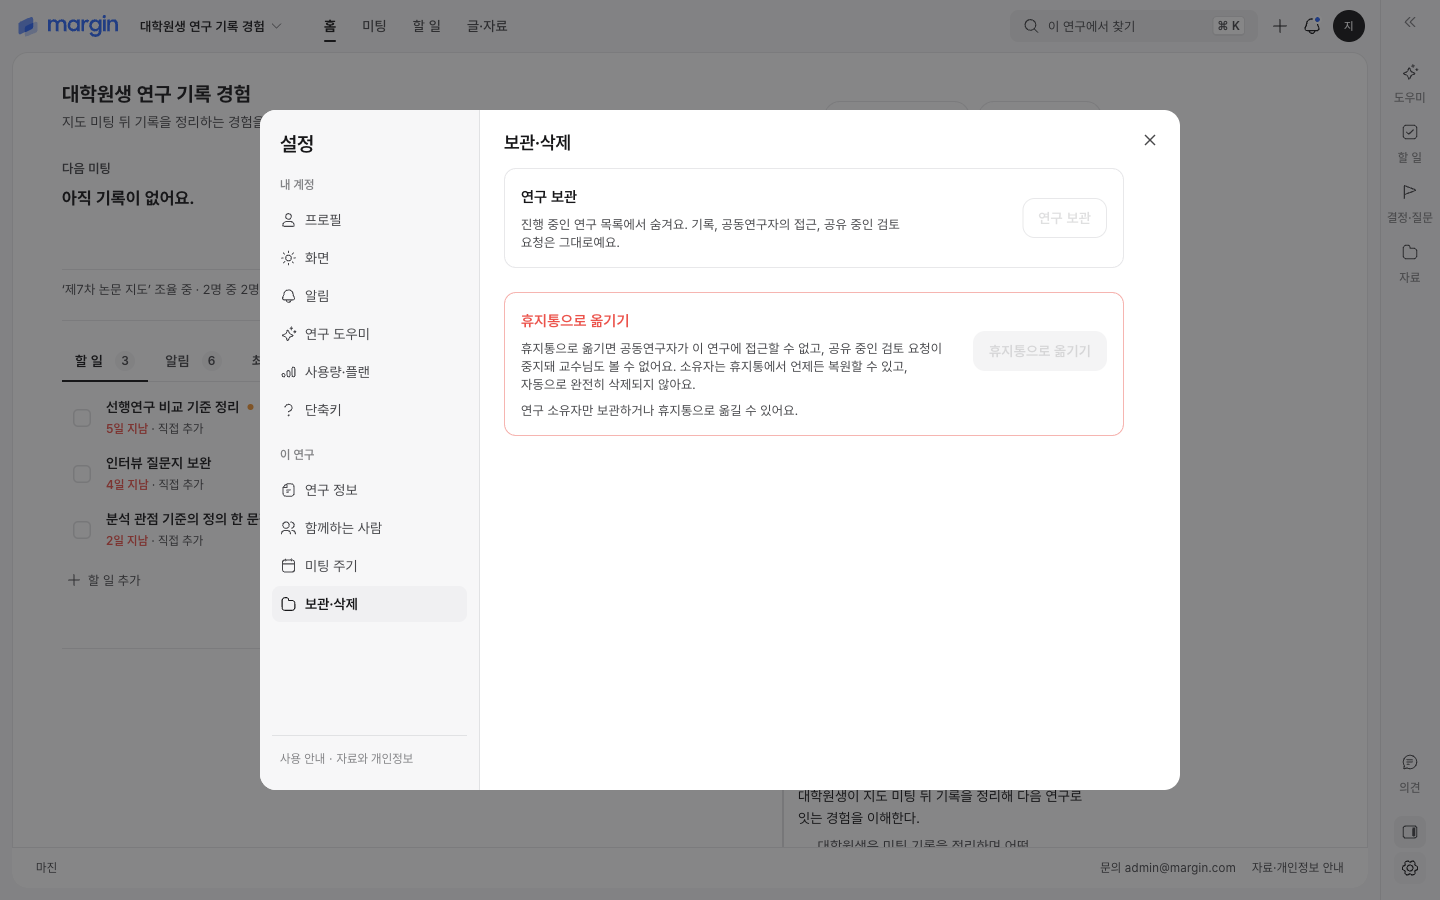 margin
대학원생 연구 기록 경험
홈
미팅
할 일
글·자료
이 연구에서 찾기
⌘ K
지
대학원생 연구 기록 경험
지도 미팅 뒤 기록을 정리하는 경험을
다음 미팅
아직 기록이 없어요.
‘제7차 논문 지도’ 조율 중 · 2명 중 2명
할 일 3
알림 6
선행연구 비교 기준 정리
5일 지남 · 직접 추가
인터뷰 질문지 보완
4일 지남 · 직접 추가
분석 관점 기준의 정의 한 문
2일 지남 · 직접 추가
할 일 추가
설정
내 계정
프로필
화면
알림
연구 도우미
사용량·플랜
단축키
이 연구
연구 정보
함께하는 사람
미팅 주기
보관·삭제
사용 안내 · 자료와 개인정보
보관·삭제
연구 보관
진행 중인 연구 목록에서 숨겨요. 기록, 공동연구자의 접근, 공유 중인 검토
요청은 그대로예요.
연구 보관
휴지통으로 옮기기
휴지통으로 옮기면 공동연구자가 이 연구에 접근할 수 없고, 공유 중인 검토 요청이
중지돼 교수님도 볼 수 없어요. 소유자는 휴지통에서 언제든 복원할 수 있고,
자동으로 완전히 삭제되지 않아요.
연구 소유자만 보관하거나 휴지통으로 옮길 수 있어요.
휴지통으로 옮기기
대학원생이 지도 미팅 뒤 기록을 정리해 다음 연구로
잇는 경험을 이해한다.
대학원생은 미팅 기록을 정리하며 어떤
도우미
할 일
결정·질문
자료
의견
마진
문의 admin@margin.com
자료·개인정보 안내